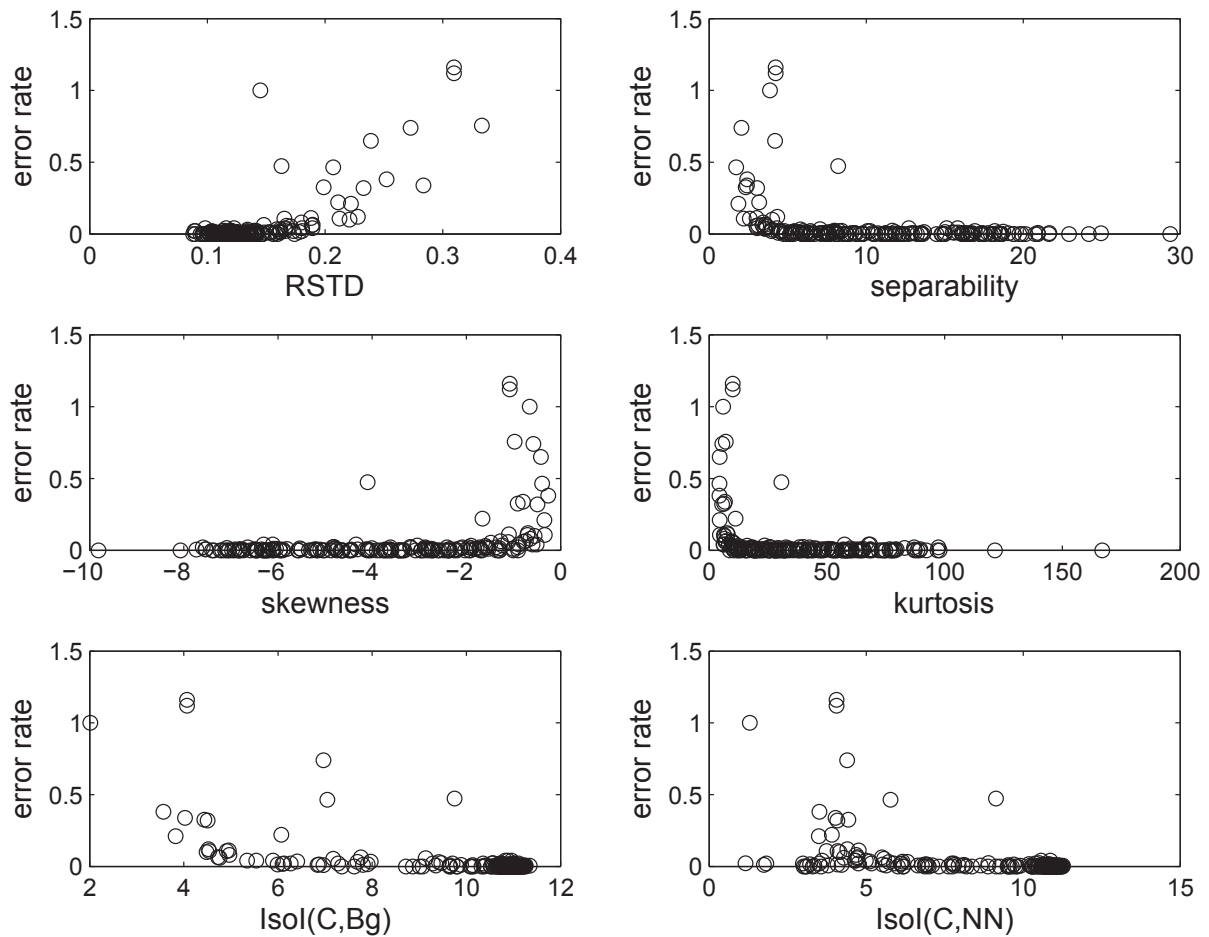 error rate
1.5
1
0.5
0
0 0.1 0.2 0.3 0.4
RSTD
error rate
1.5
1
0.5
0
0 10 20 30
separability
error rate
1.5
1
0.5
0
−10 −8 −6 −4 −2 0
skewness
error rate
1.5
1
0.5
0
0 50 100 150 200
kurtosis
error rate
1.5
1
0.5
0
2 4 6 8 10 12
Isol(C,Bg)
error rate
1.5
1
0.5
0
0 5 10 15
Isol(C,NN)